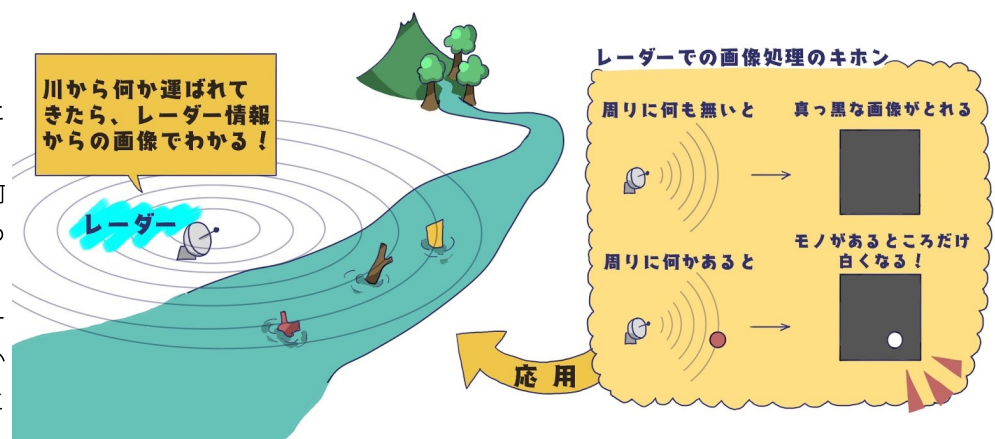 川から何か運ばれて
きたら、レーダー情報
からの画像でわかる！
レーダー
レーダーでの画像処理のキホン
周りに何も無いと
真っ黒な画像がとれる
周りに何かあると
モノがあるところだけ
白くなる！
応用